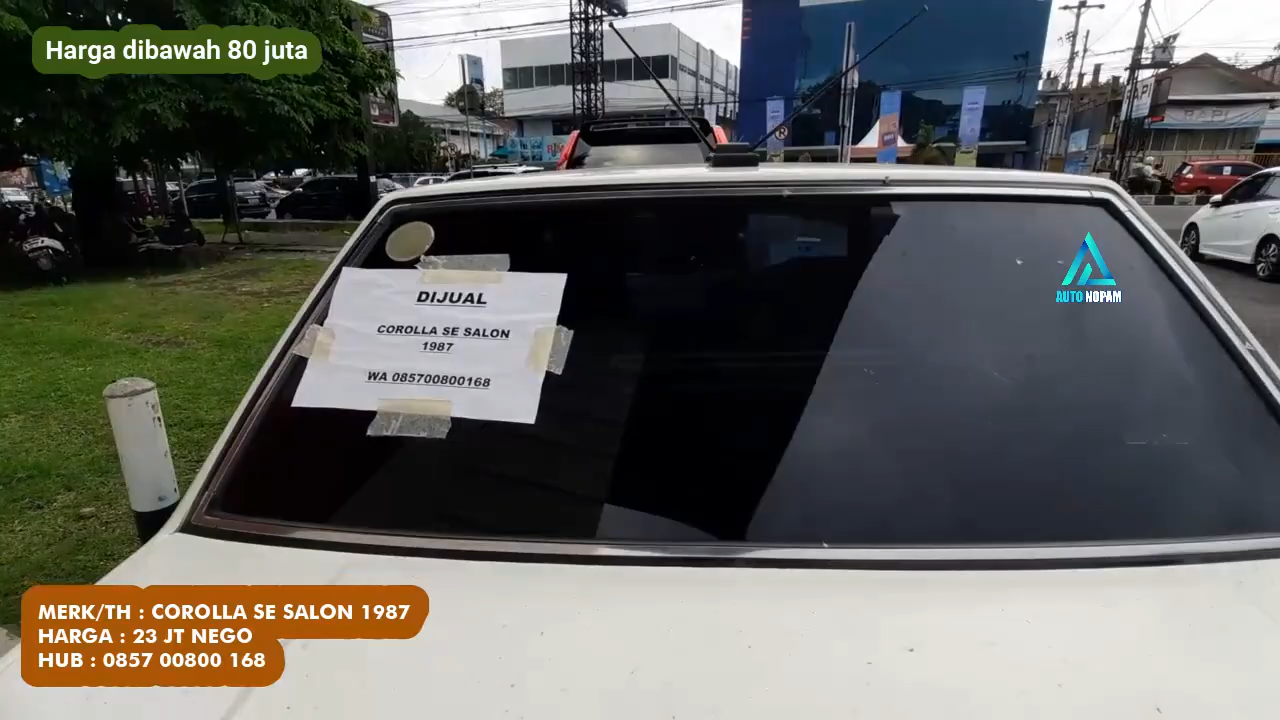 Harga dibawah 80 juta
DIJUAL
COROLLA SE SALON
1987
WA 085700800168
AUTO NOPAM
MERK/TH : COROLLA SE SALON 1987
HARGA : 23 JT NEGO
HUB : 0857 00800 168